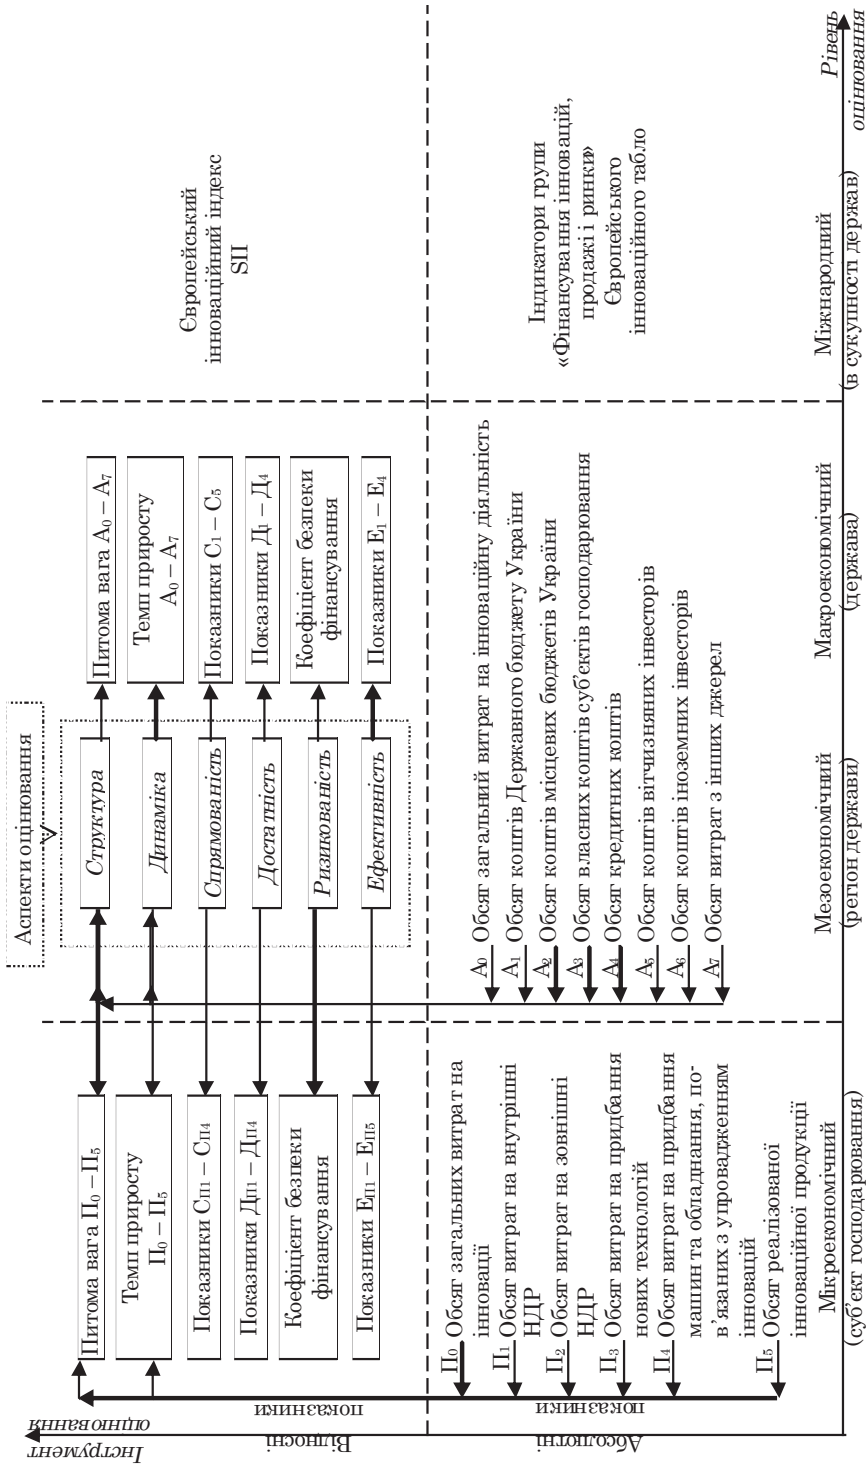 Інструмент
оцінювання
Відносні
показники
Абсолютні
показники
Аспекти оцінювання
Питома вага П₀ – П₅
Темп приросту
П₀ – П₅
Показники С_П1 – С_П4
Показники Д_П1 – Д_П4
Коефіцієнт безпеки
фінансування
Показники Е_П1 – Е_П5
Структура
Динаміка
Спрямованість
Достатність
Ризикованість
Ефективність
Питома вага А₀ – А₇
Темп приросту
А₀ – А₇
Показники С₁ – С₅
Показники Д₁ – Д₄
Коефіцієнт безпеки
фінансування
Показники Е₁ – Е₄
Європейський
інноваційний індекс
SII
П₀ Обсяг загальних витрат на
інновації
П₁ Обсяг витрат на внутрішні
НДР
П₂ Обсяг витрат на зовнішні
НДР
П₃ Обсяг витрат на придбання
нових технологій
П₄ Обсяг витрат на придбання
машин та обладнання, по-
в’язаних з упровадженням
інновацій
П₅ Обсяг реалізованої
інноваційної продукції
А₀ Обсяг загальний витрат на інноваційну діяльність
А₁ Обсяг коштів Державного бюджету України
А₂ Обсяг коштів місцевих бюджетів України
А₃ Обсяг власних коштів суб’єктів господарювання
А₄ Обсяг кредитних коштів
А₅ Обсяг коштів вітчизняних інвесторів
А₆ Обсяг коштів іноземних інвесторів
А₇ Обсяг витрат з інших джерел
Індикатори групи
«Фінансування інновацій,
продажі і ринки»
Європейського
інноваційного табло
Мікроекономічний
(суб’єкт господарювання)
Мезоекономічний
(регіон держави)
Макроекономічний
(держава)
Міжнародний
(в сукупності держав)
Рівень
оцінювання